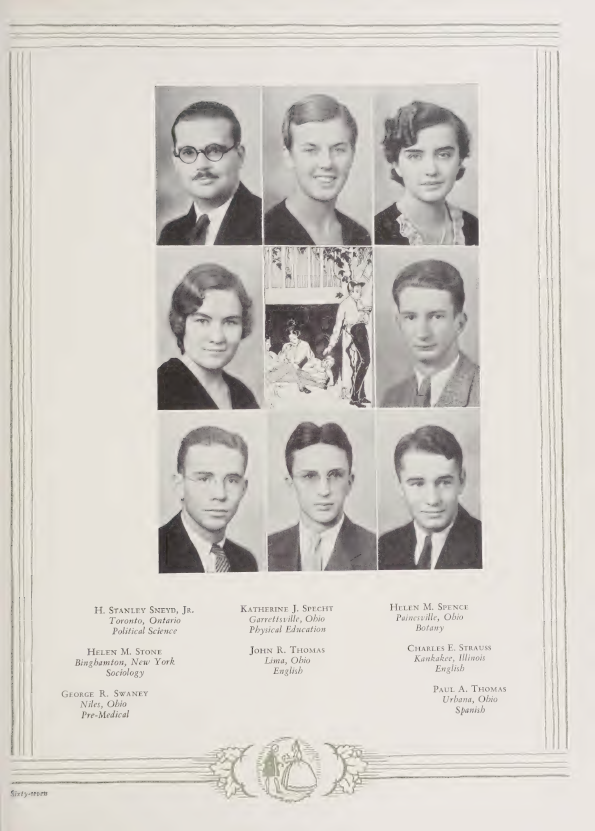 H. STANLEY SNEYD, JR.
Toronto, Ontario
Political Science
KATHERINE J. SPECHT
Garrettsville, Ohio
Physical Education
HELEN M. SPENCE
Painesville, Ohio
Botany
HELEN M. STONE
Binghamton, New York
Sociology
JOHN R. THOMAS
Lima, Ohio
English
CHARLES E. STRAUSS
Kankakee, Illinois
English
GEORGE R. SWANEY
Niles, Ohio
Pre-Medical
PAUL A. THOMAS
Urbana, Ohio
Spanish
Sixty-seven